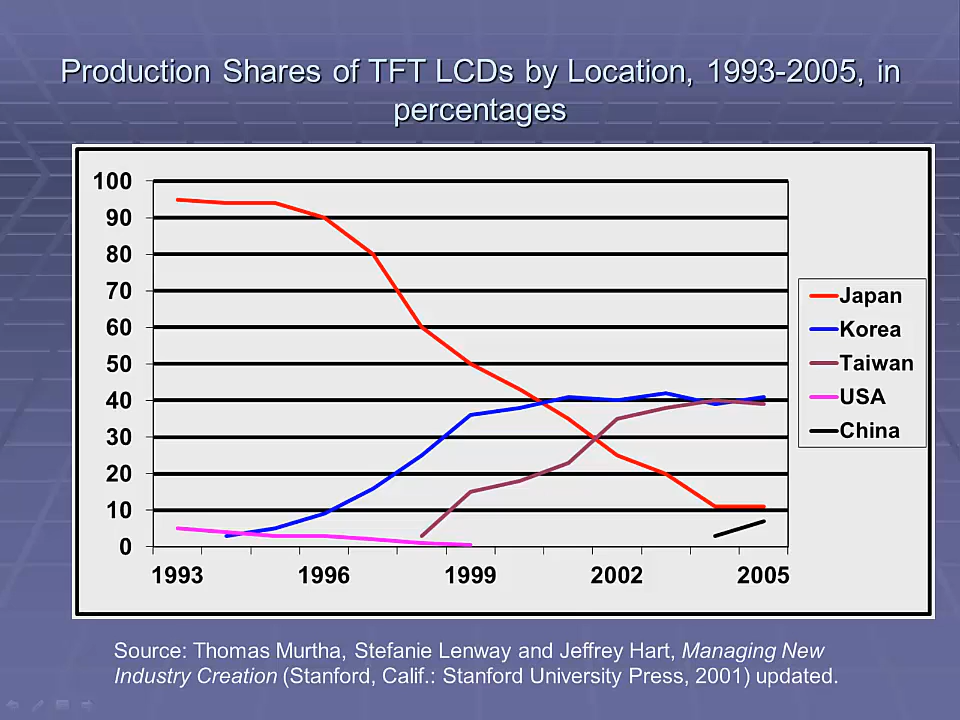 Production Shares of TFT LCDs by Location, 1993-2005, in
percentages
100
90
80
70
60
50
40
30
20
10
0
1993 1996 1999 2002 2005
Japan
Korea
Taiwan
USA
China
Source: Thomas Murtha, Stefanie Lenway and Jeffrey Hart, Managing New
Industry Creation (Stanford, Calif.: Stanford University Press, 2001) updated.